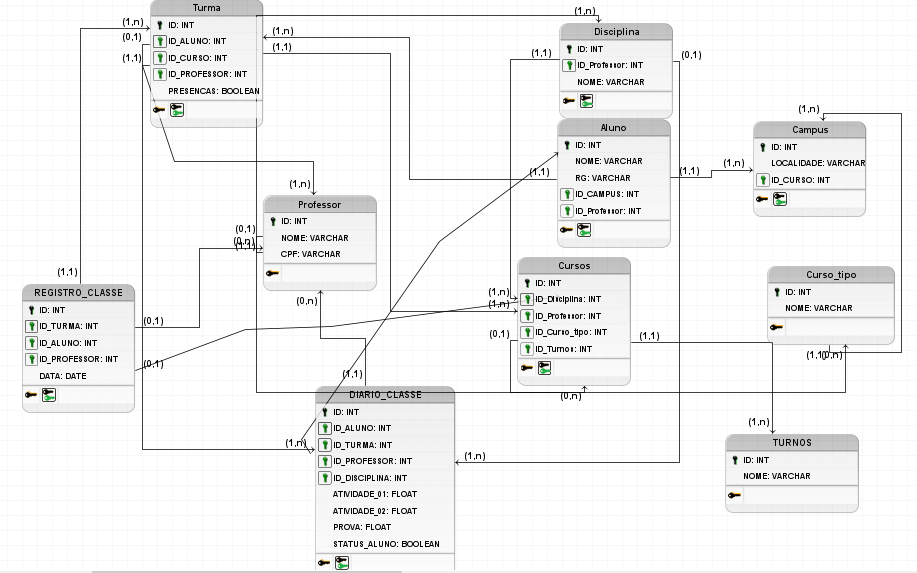 Turma
ID: INT
ID_ALUNO: INT
ID_CURSO: INT
ID_PROFESSOR: INT
PRESENCAS: BOOLEAN
(1,n)
(0,1)
(1,1)
(1,n)
(1,1)
(1,n)
Disciplina
ID: INT
ID_Professor: INT
NOME: VARCHAR
(1,1)
(0,1)
Aluno
ID: INT
NOME: VARCHAR
RG: VARCHAR
ID_CAMPUS: INT
ID_Professor: INT
(1,1)
(1,1)
(1,n)
(1,n)
Campus
ID: INT
LOCALIDADE: VARCHAR
ID_CURSO: INT
(1,n)
Professor
ID: INT
NOME: VARCHAR
CPF: VARCHAR
(0,1)
(0,n)
(1,1)
(0,n)
(1,1)
REGISTRO_CLASSE
ID: INT
ID_TURMA: INT
ID_ALUNO: INT
ID_PROFESSOR: INT
DATA: DATE
(0,1)
(0,1)
Cursos
ID: INT
ID_Disciplina: INT
ID_Professor: INT
ID_Curso_tipo: INT
ID_Turnos: INT
(1,n)
(1,n)
(0,1)
(1,1)
(0,n)
Curso_tipo
ID: INT
NOME: VARCHAR
(1,1)
(0,n)
(1,1)
DIARIO_CLASSE
ID: INT
ID_ALUNO: INT
ID_TURMA: INT
ID_PROFESSOR: INT
ID_DISCIPLINA: INT
ATIVIDADE_01: FLOAT
ATIVIDADE_02: FLOAT
PROVA: FLOAT
STATUS_ALUNO: BOOLEAN
(1,n)
(1,n)
(1,n)
TURNOS
ID: INT
NOME: VARCHAR